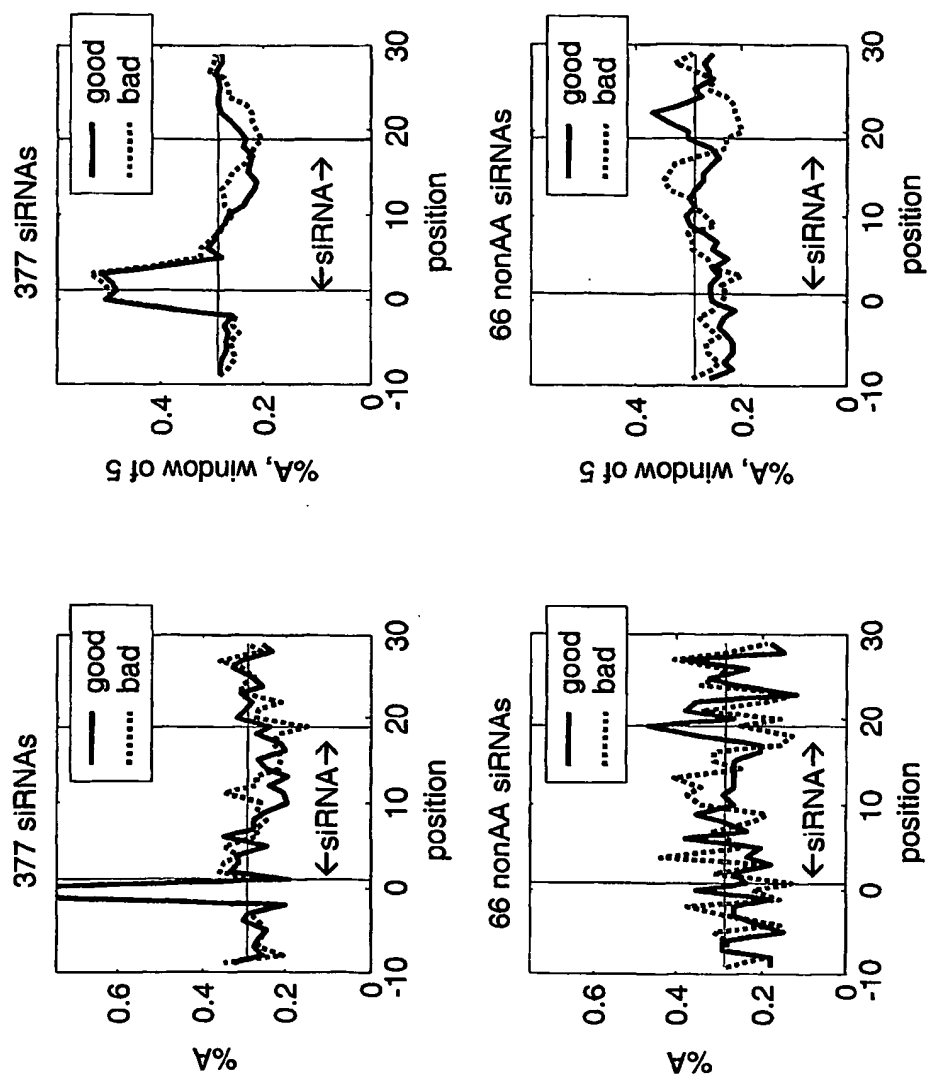 377 siRNAs
good
bad
%A
0.6
0.4
0.2
0
-10
0
10
20
30
←siRNA→
position
377 siRNAs
good
bad
%A, window of 5
0.4
0.2
0
-10
0
10
20
30
←siRNA→
position
66 nonAA siRNAs
good
bad
%A
0.6
0.4
0.2
0
-10
0
10
20
30
←siRNA→
position
66 nonAA siRNAs
good
bad
%A, window of 5
0.4
0.2
0
-10
0
10
20
30
←siRNA→
position